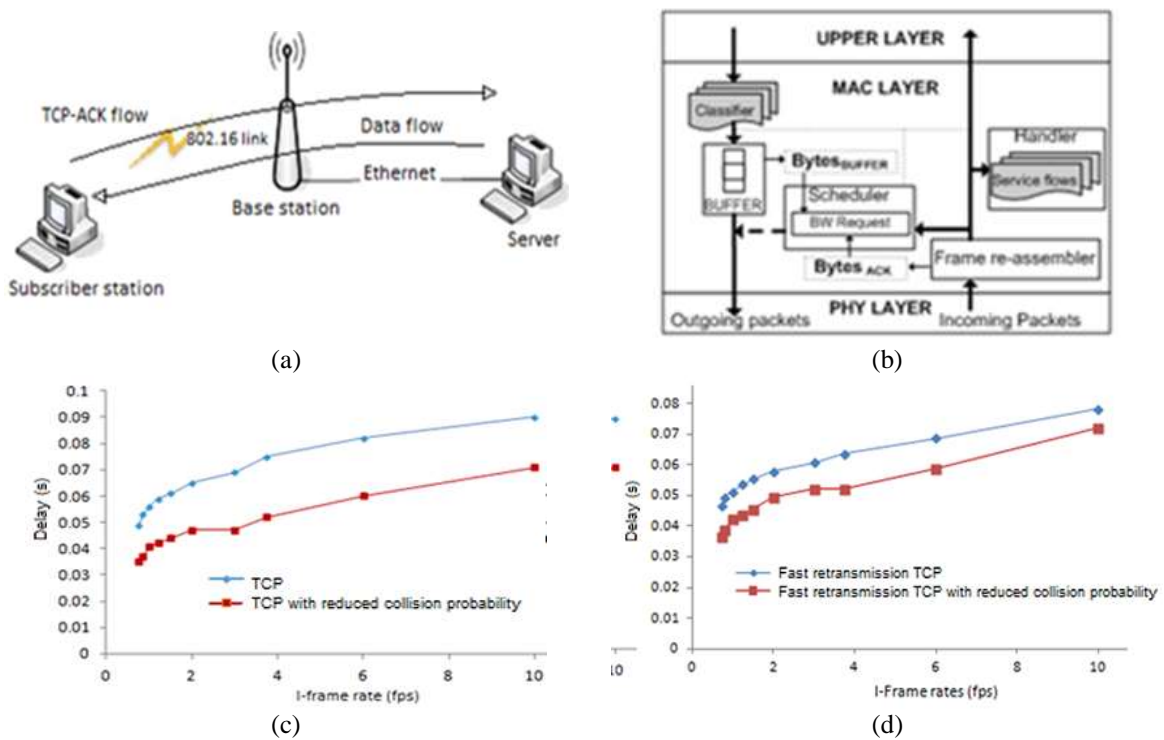 TCP-ACK flow
802.16 link
Data flow
Ethernet
Base station
Server
Subscriber station
(a)
UPPER LAYER
MAC LAYER
Classifier
Handler
Bytes BUFFER
Service flows
BUFFER
Scheduler
BW Request
Bytes ACK
Frame re-assembler
PHY LAYER
Outgoing packets
Incoming Packets
(b)
0.1
0.09
0.08
0.07
0.06
0.05
0.04
0.03
0.02
0.01
0
Delay (s)
TCP
TCP with reduced collision probability
0 2 4 6 8 10
I-frame rate (fps)
(c)
10
0.08
0.07
0.06
0.05
0.04
0.03
0.02
0.01
0
Delay (s)
Fast retransmission TCP
Fast retransmission TCP with reduced collision probability
0 2 4 6 8 10
I-Frame rates (fps)
(d)